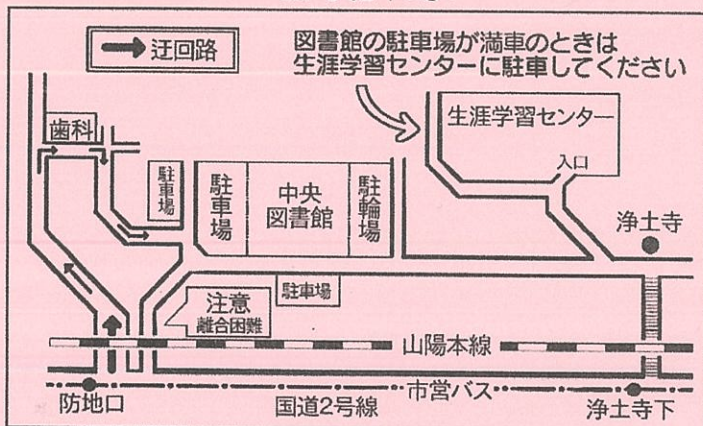 迂回路
図書館の駐車場が満車のときは
生涯学習センターに駐車してください
歯科
駐車場
駐車場
中央
図書館
駐輪場
生涯学習センター
入口
浄土寺
駐車場
注意
離合困難
山陽本線
市営バス
防地口
国道2号線
浄土寺下